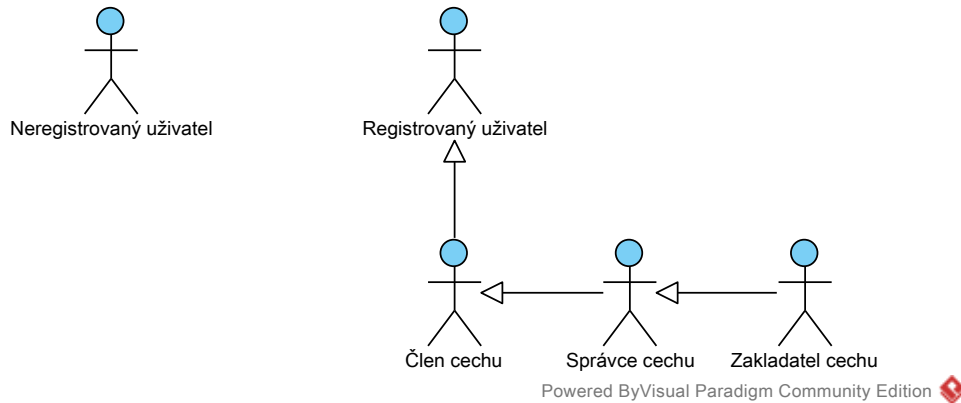 Neregistrovaný uživatel
Registrovaný uživatel
Člen cechu
Správce cechu
Zakladatel cechu
Powered ByVisual Paradigm Community Edition